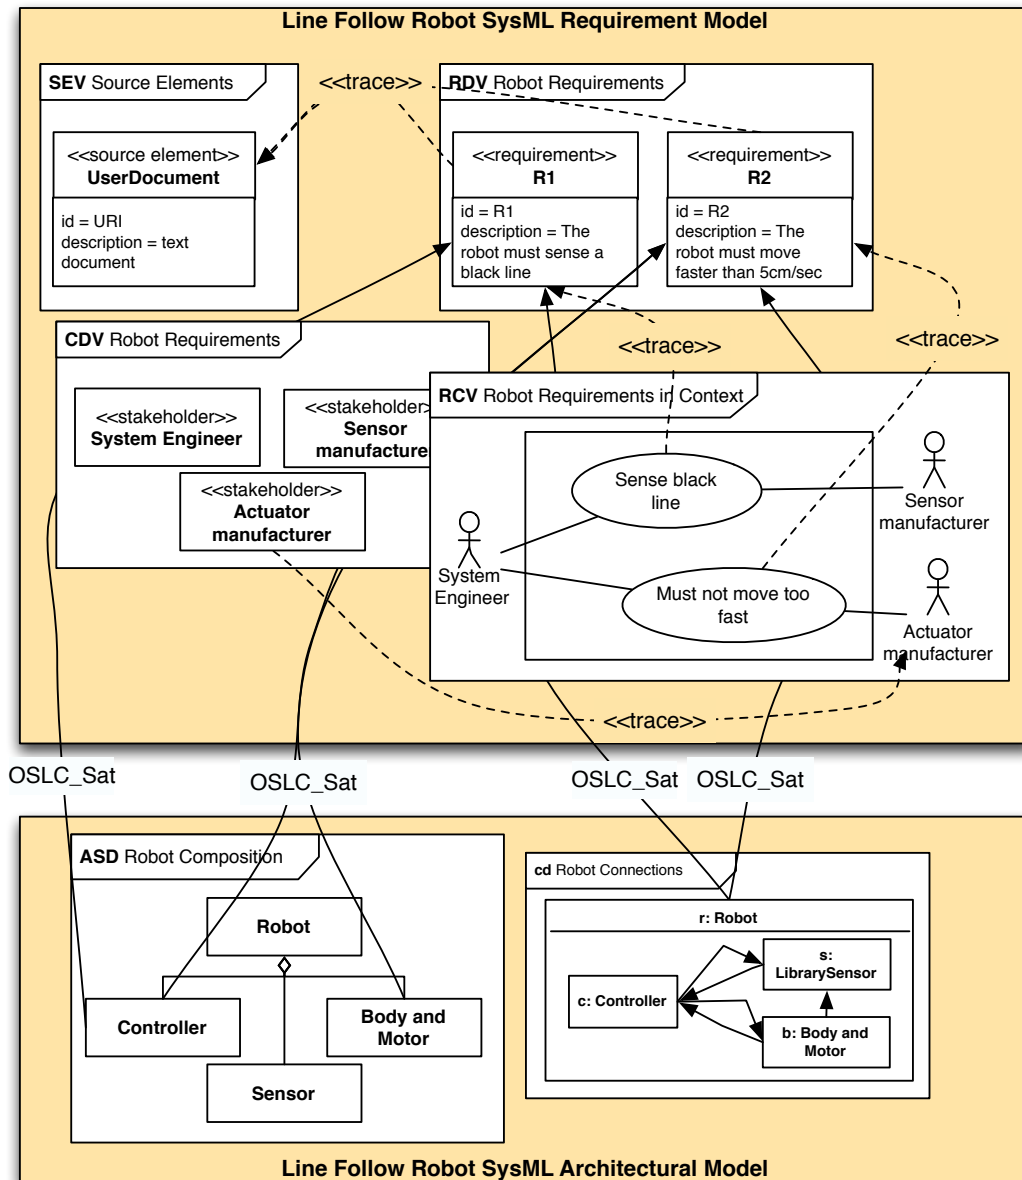 Line Follow Robot SysML Requirement Model
SEV Source Elements
<<trace>>
RDV Robot Requirements
<<source element>>
UserDocument
id = URI
description = text
document
<<requirement>>
R1
id = R1
description = The
robot must sense a
black line
<<requirement>>
R2
id = R2
description = The
robot must move
faster than 5cm/sec
CDV Robot Requirements
<<trace>>
<<trace>>
<<stakeholder>>
System Engineer
<<stakeholder>
Sensor
manufacture
<<stakeholder>>
Actuator
manufacturer
RCV Robot Requirements in Context
Sense black
line
Sensor
manufacturer
System
Engineer
Must not move too
fast
Actuator
manufacturer
<<trace>>
OSLC_Sat
OSLC_Sat
OSLC_Sat
OSLC_Sat
ASD Robot Composition
Robot
Controller
Body and
Motor
Sensor
cd Robot Connections
r: Robot
s:
LibrarySensor
c: Controller
b: Body and
Motor
Line Follow Robot SysML Architectural Model